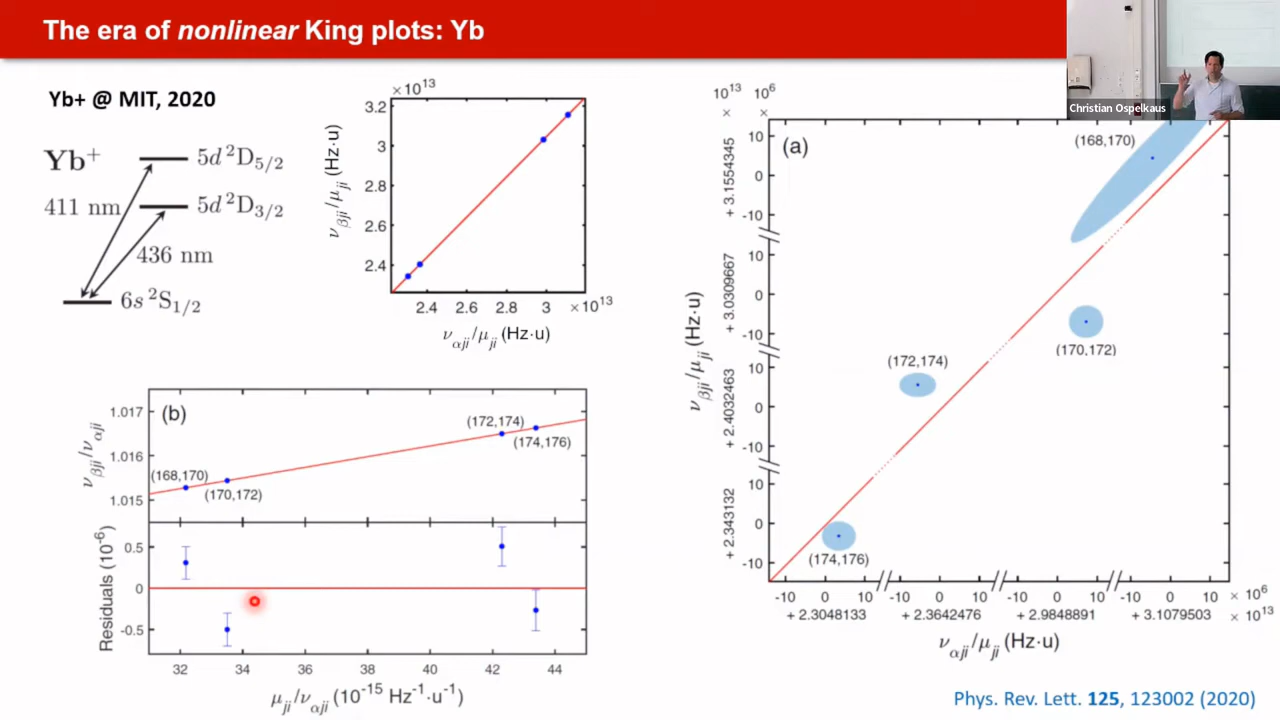 The era of nonlinear King plots: Yb
Christian Ospelkaus
Yb+ @ MIT, 2020
Yb⁺
5d ²D₅/₂
5d ²D₃/₂
411 nm
436 nm
6s ²S₁/₂
×10¹³
3.2
3
2.8
2.6
2.4
ν_βji/μ_ji (Hz·u)
2.4 2.6 2.8 3 ×10¹³
ν_αji/μ_ji (Hz·u)
(b)
1.017
1.016
1.015
ν_βji/ν_αji
(168,170)
(170,172)
(172,174)
(174,176)
0.5
0
-0.5
Residuals (10⁻⁶)
32 34 36 38 40 42 44
μ_ji/ν_αji (10⁻¹⁵ Hz⁻¹·u⁻¹)
10¹³ 10⁶
× ×
(a)
(168,170)
(170,172)
(172,174)
(174,176)
10
0
-10
10
0
-10
10
0
-10
10
0
-10
+ 3.1554345
+ 3.0309667
+ 2.4032463
+ 2.343132
ν_βji/μ_ji (Hz·u)
-10 0 10 -10 0 10 -10 0 10 -10 0 10 × 10⁶
+ 2.3048133 + 2.3642476 + 2.9848891 + 3.1079503 × 10¹³
ν_αji/μ_ji (Hz·u)
Phys. Rev. Lett. 125, 123002 (2020)